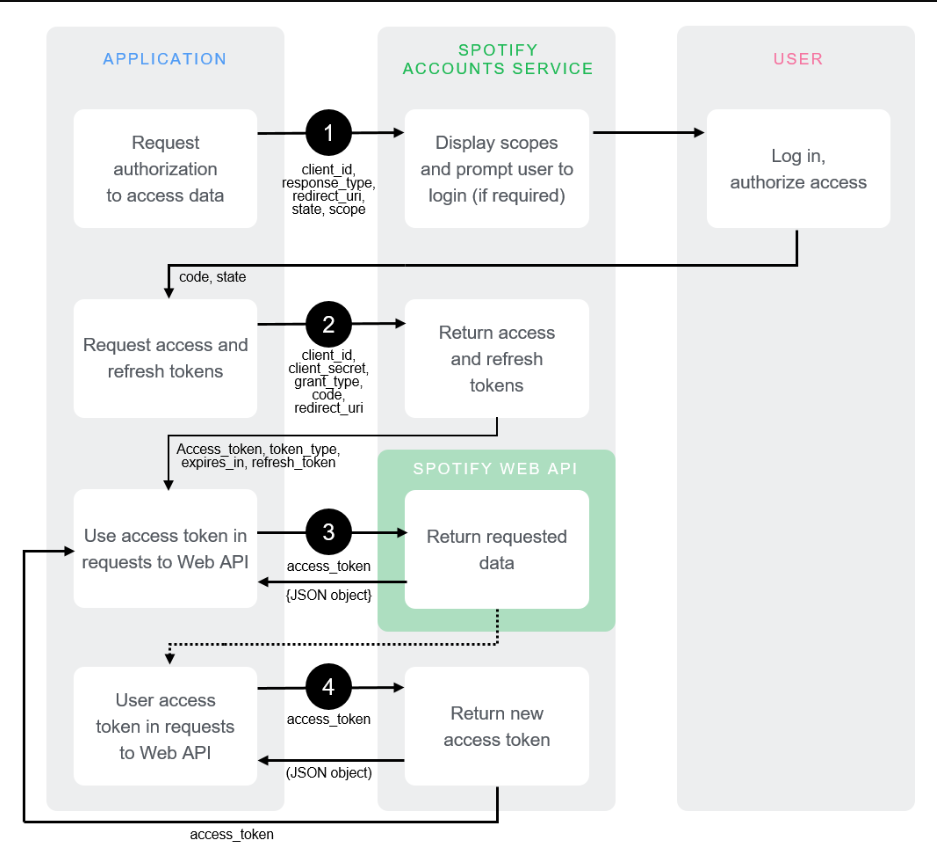 APPLICATION
SPOTIFY
ACCOUNTS SERVICE
USER
Request
authorization
to access data
1
client_id,
response_type,
redirect_uri,
state, scope
Display scopes
and prompt user to
login (if required)
Log in,
authorize access
code, state
Request access and
refresh tokens
2
client_id,
client_secret,
grant_type,
code,
redirect_uri
Return access
and refresh
tokens
Access_token, token_type,
expires_in, refresh_token
SPOTIFY WEB API
Use access token in
requests to Web API
3
access_token
{JSON object}
Return requested
data
User access
token in requests
to Web API
4
access_token
(JSON object)
Return new
access token
access_token